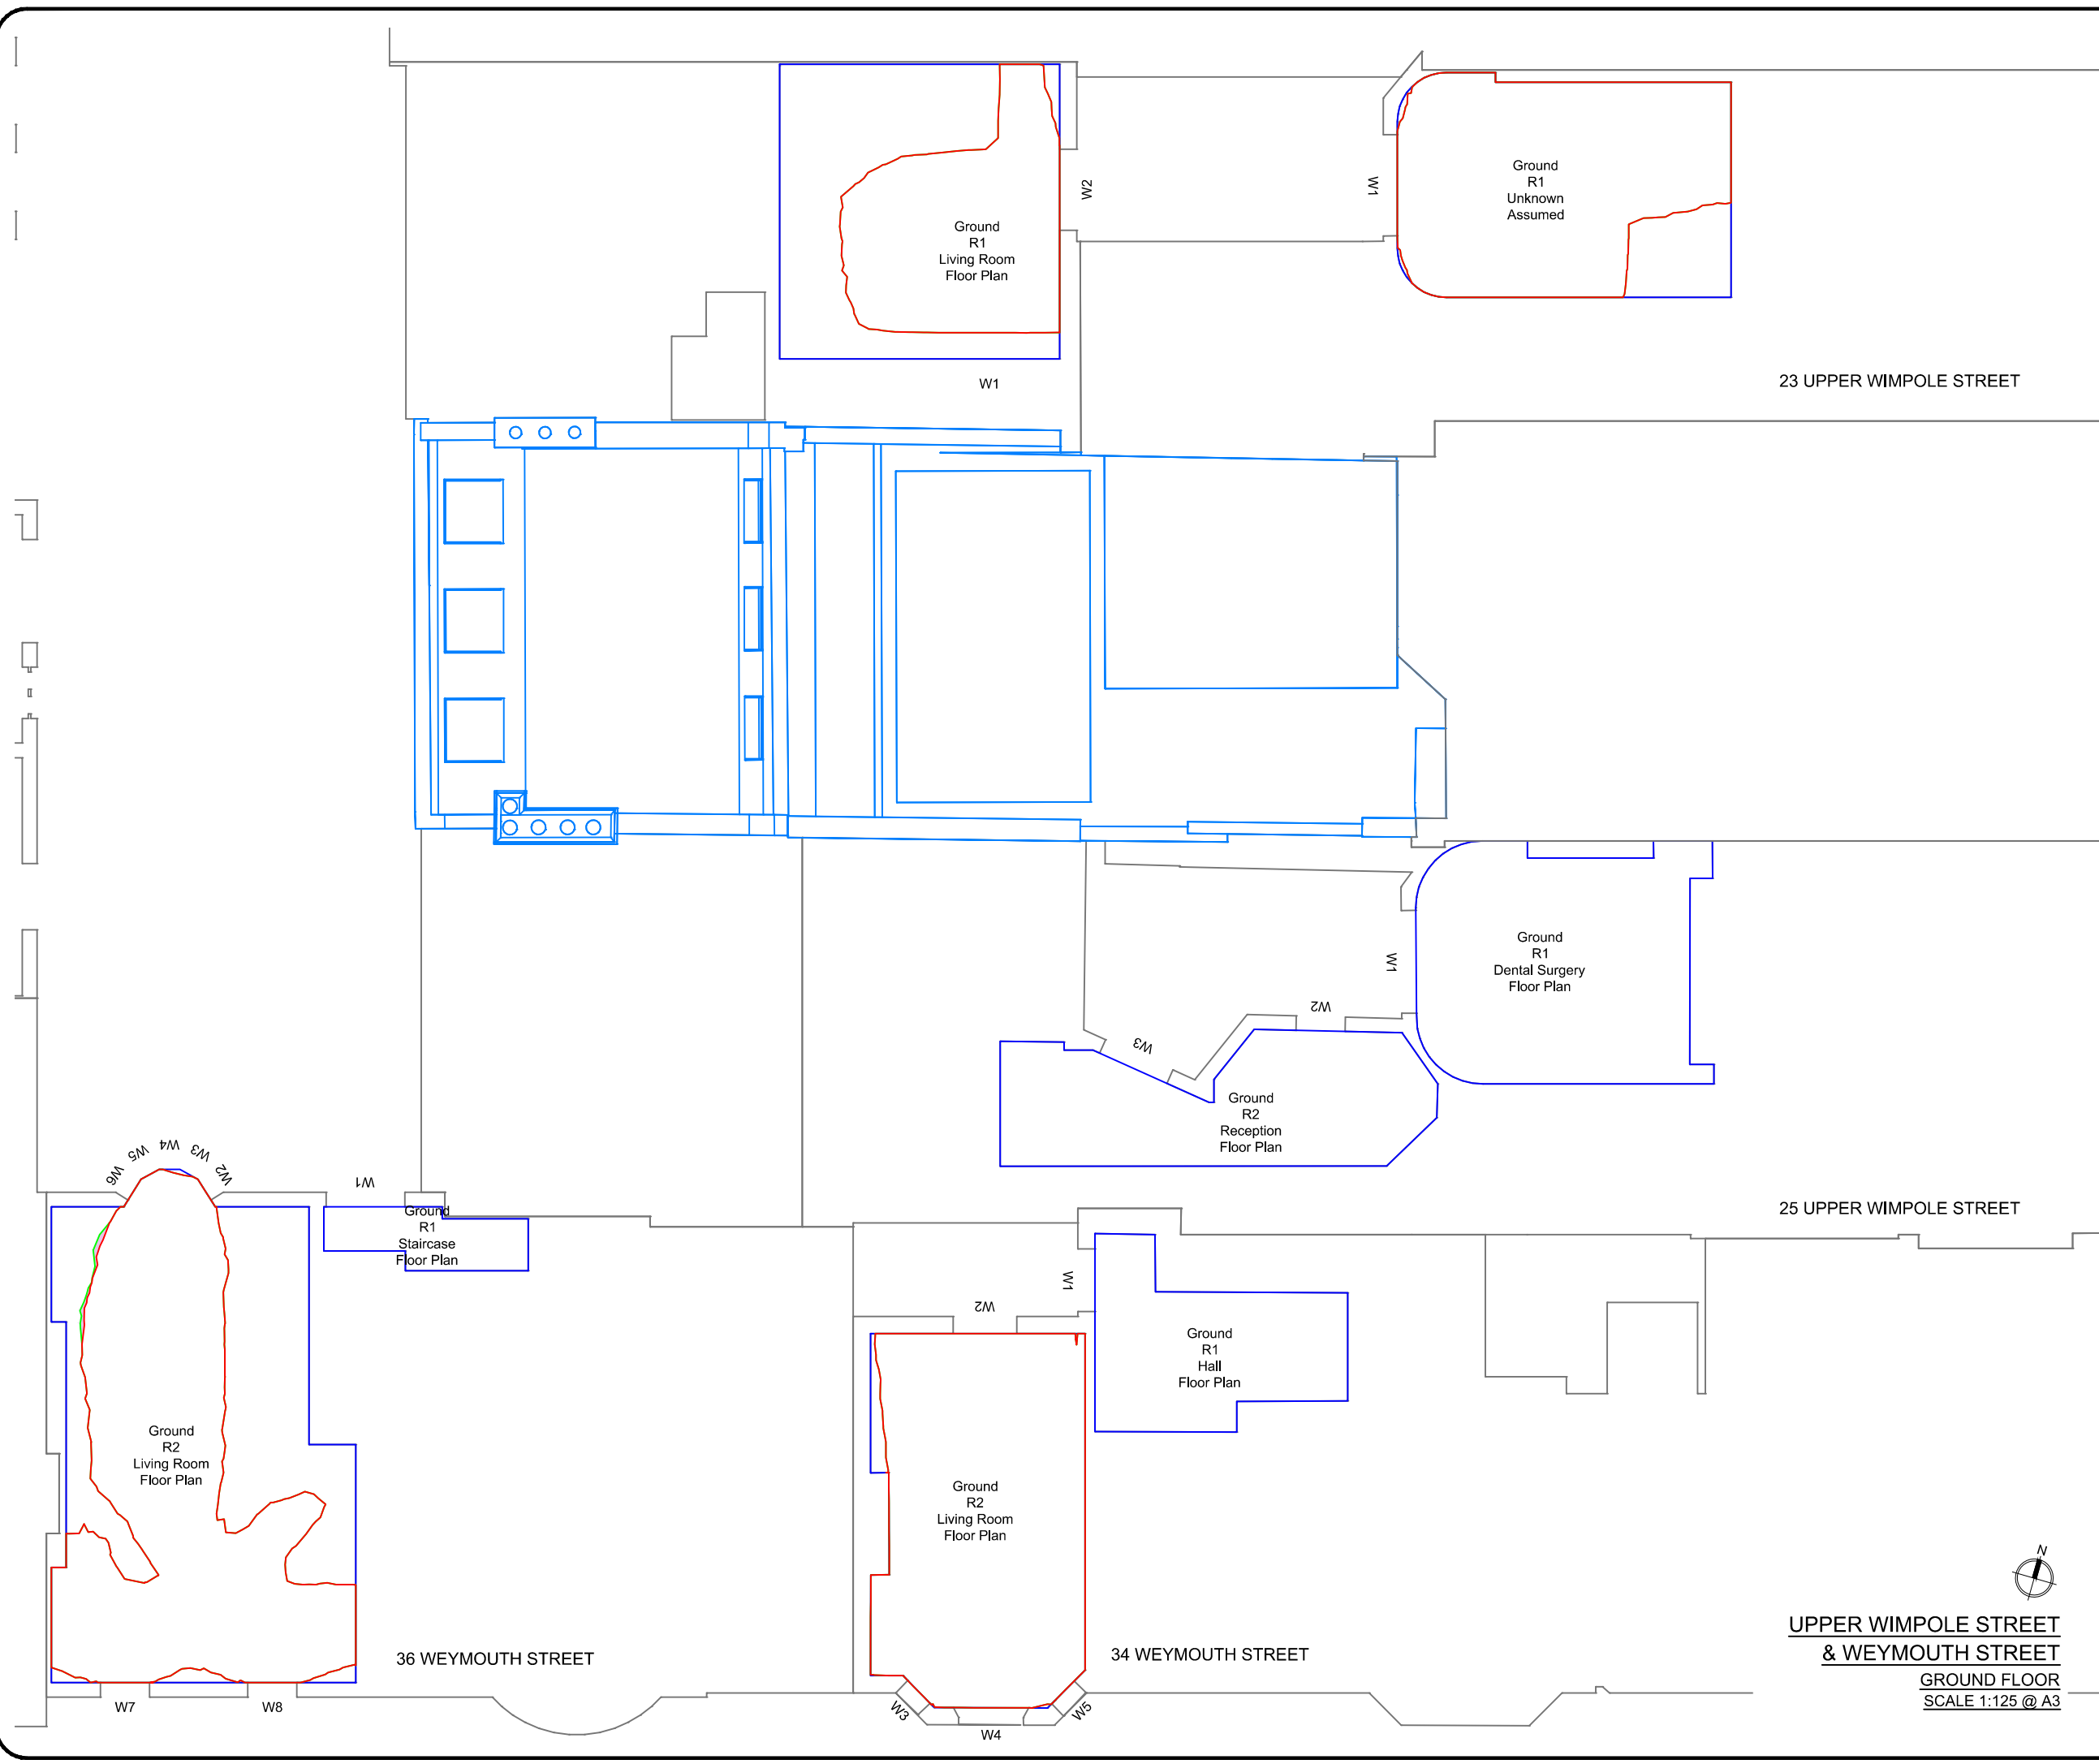 Ground
R1
Living Room
Floor Plan
W2
W1
W1
Ground
R1
Unknown
Assumed
23 UPPER WIMPOLE STREET
Ground
R1
Dental Surgery
Floor Plan
W1
W2
W3
Ground
R2
Reception
Floor Plan
25 UPPER WIMPOLE STREET
W6
W5
W4
W3
W2
W1
Ground
R1
Staircase
Floor Plan
Ground
R2
Living Room
Floor Plan
W7
W8
36 WEYMOUTH STREET
W2
W1
Ground
R1
Hall
Floor Plan
Ground
R2
Living Room
Floor Plan
W3
W4
W5
34 WEYMOUTH STREET
N
UPPER WIMPOLE STREET
& WEYMOUTH STREET
GROUND FLOOR
SCALE 1:125 @ A3